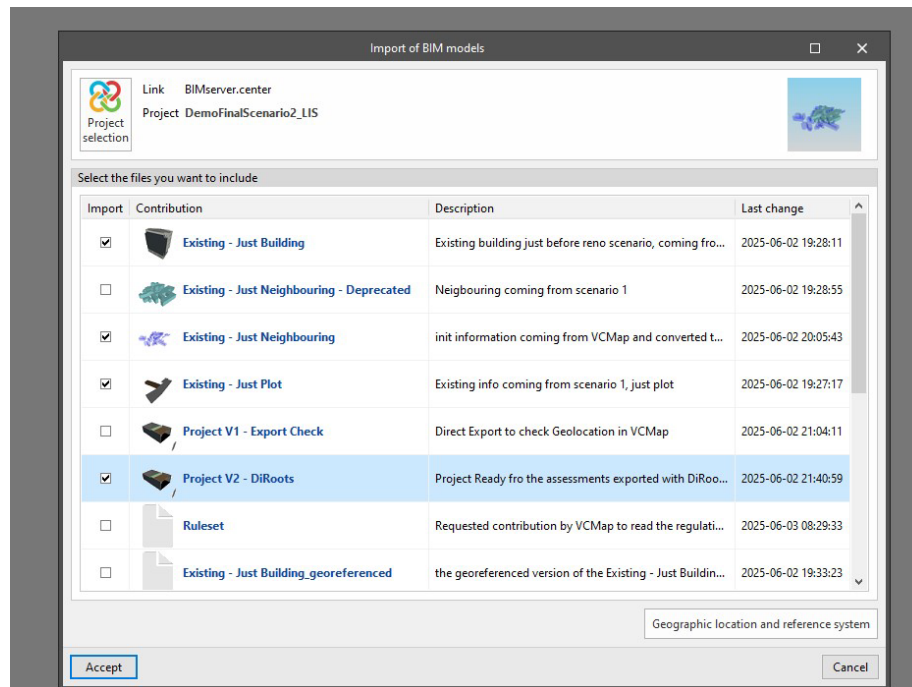 Import of BIM models
Project selection
Link BIMserver.center
Project DemoFinalScenario2_LIS
Select the files you want to include
Import Contribution Description Last change
Existing - Just Building Existing building just before reno scenario, coming fro... 2025-06-02 19:28:11
Existing - Just Neighbouring - Deprecated Neigbouring coming from scenario 1 2025-06-02 19:28:55
Existing - Just Neighbouring init information coming from VCMap and converted t... 2025-06-02 20:05:43
Existing - Just Plot Existing info coming from scenario 1, just plot 2025-06-02 19:27:17
Project V1 - Export Check Direct Export to check Geolocation in VCMap 2025-06-02 21:04:11
Project V2 - DiRoots Project Ready fro the assessments exported with DiRoo... 2025-06-02 21:40:59
Ruleset Requested contribution by VCMap to read the regulati... 2025-06-03 08:29:33
Existing - Just Building_georeferenced the georeferenced version of the Existing - Just Buildin... 2025-06-02 19:33:23
Geographic location and reference system
Accept Cancel